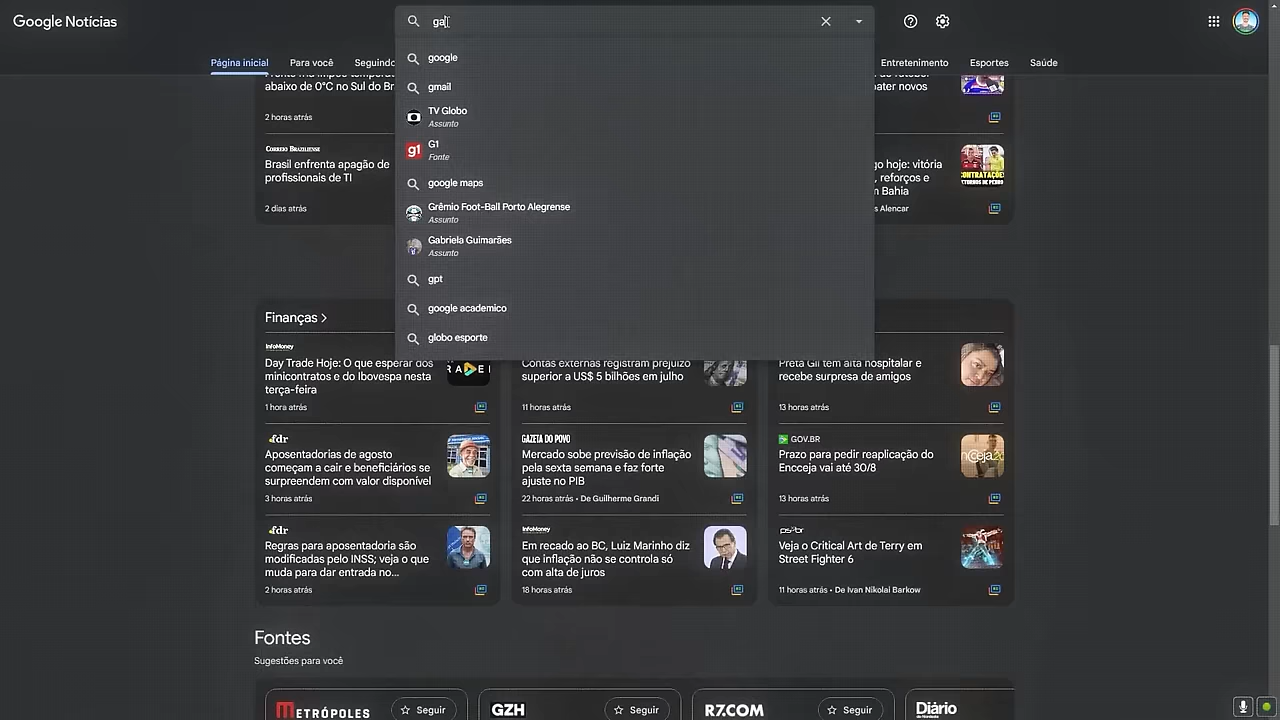 Google Notícias
ga
google
gmail
TV Globo
Assunto
G1
Fonte
google maps
Grêmio Foot-Ball Porto Alegrense
Assunto
Gabriela Guimarães
Assunto
gpt
google academico
globo esporte
Página inicial
Para você
Seguindo
Entretenimento
Esportes
Saúde
abaixo de 0°C no Sul do Br
2 horas atrás
CORREIO BRAZILIENSE
Brasil enfrenta apagão de
profissionais de TI
2 dias atrás
ater novos
go hoje: vitória
, reforços e
m Bahia
s Alencar
CONTRATAÇÕES
Finanças >
InfoMoney
Day Trade Hoje: O que esperar dos
minicontratos e do Ibovespa nesta
terça-feira
1 hora atrás
fdr
Aposentadorias de agosto
começam a cair e beneficiários se
surpreendem com valor disponível
3 horas atrás
fdr
Regras para aposentadoria são
modificadas pelo INSS; veja o que
muda para dar entrada no...
2 horas atrás
Contas externas registram prejuízo
superior a US$ 5 bilhões em julho
11 horas atrás
GAZETA DO POVO
Mercado sobe previsão de inflação
pela sexta semana e faz forte
ajuste no PIB
22 horas atrás • De Guilherme Grandi
InfoMoney
Em recado ao BC, Luiz Marinho diz
que inflação não se controla só
com alta de juros
18 horas atrás
Preta Gil tem alta hospitalar e
recebe surpresa de amigos
13 horas atrás
GOV.BR
Prazo para pedir reaplicação do
Encceja vai até 30/8
13 horas atrás
Veja o Critical Art de Terry em
Street Fighter 6
11 horas atrás • De Ivan Nikolai Barkow
Fontes
Sugestões para você
METRÓPOLES
Seguir
GZH
Seguir
R7.COM
Seguir
Diário